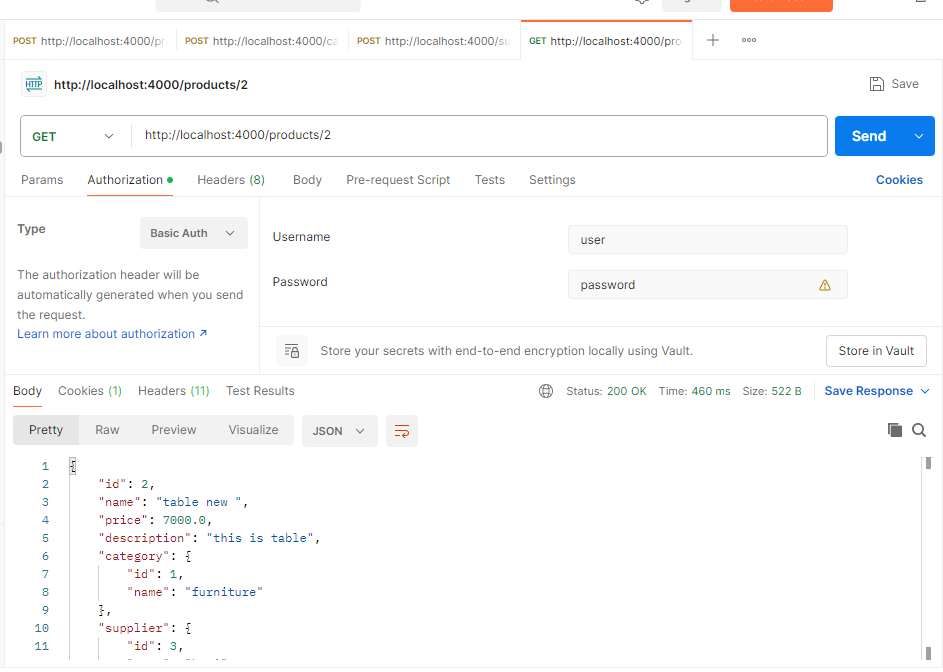 POST http://localhost:4000/pr POST http://localhost:4000/ca POST http://localhost:4000/su GET http://localhost:4000/pro
HTTP http://localhost:4000/products/2 Save
GET http://localhost:4000/products/2 Send
Params Authorization Headers (8) Body Pre-request Script Tests Settings Cookies
Type Basic Auth
The authorization header will be
automatically generated when you send
the request.
Learn more about authorization ↗
Username user
Password password
Store your secrets with end-to-end encryption locally using Vault. Store in Vault
Body Cookies (1) Headers (11) Test Results Status: 200 OK Time: 460 ms Size: 522 B Save Response
Pretty Raw Preview Visualize JSON
1 {
2 "id": 2,
3 "name": "table new ",
4 "price": 7000.0,
5 "description": "this is table",
6 "category": {
7 "id": 1,
8 "name": "furniture"
9 },
10 "supplier": {
11 "id": 3,